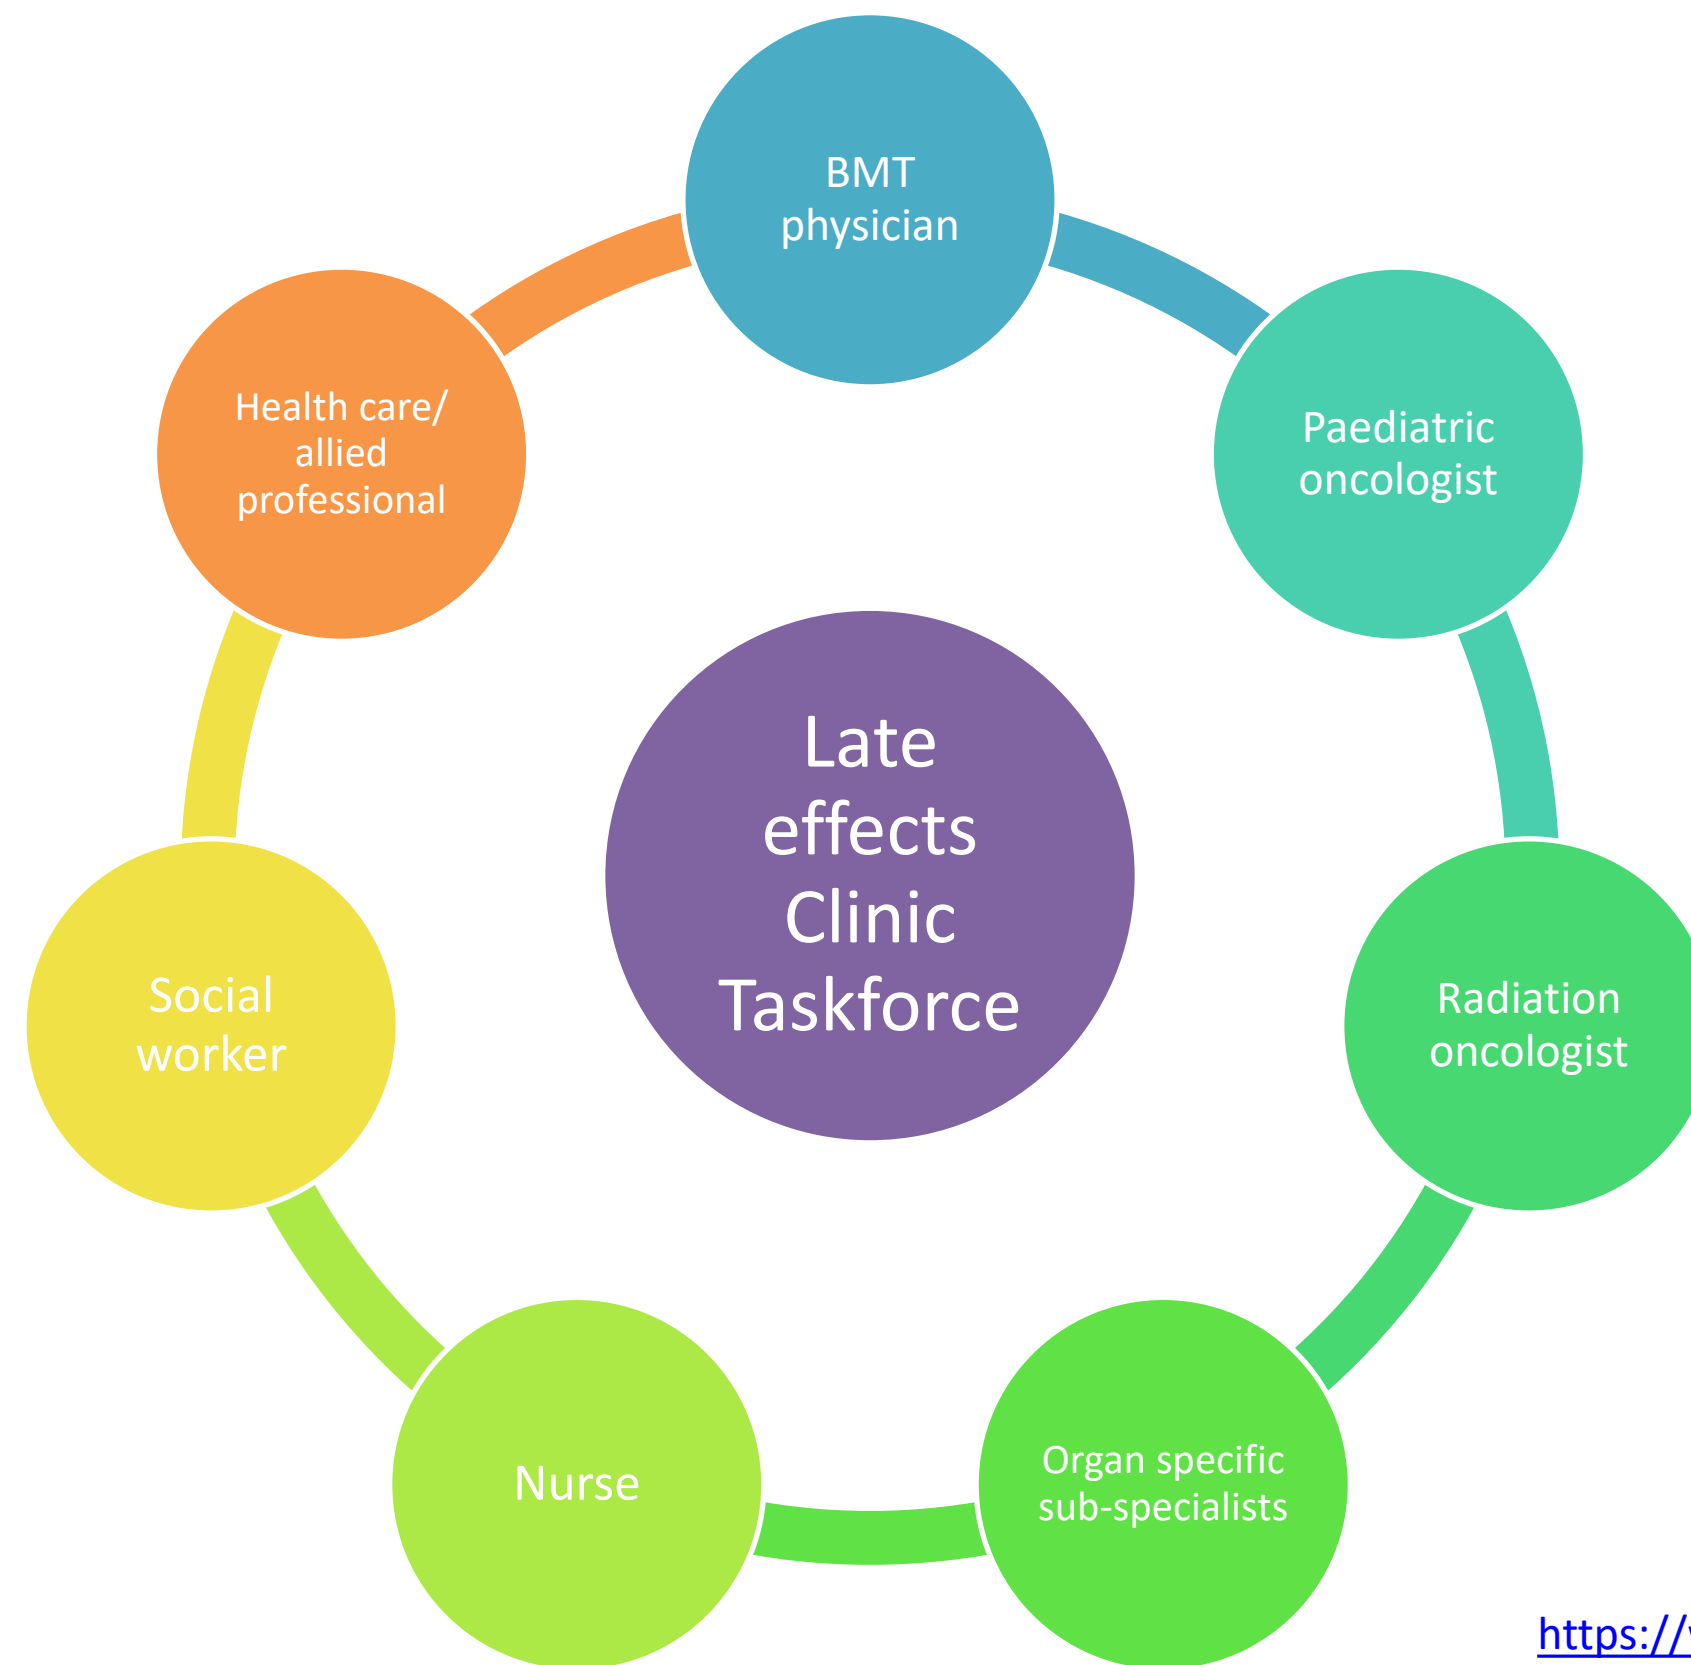 BMT
physician
Paediatric
oncologist
Radiation
oncologist
Organ specific
sub-specialists
Nurse
Social
worker
Health care/
allied
professional
Late
effects
Clinic
Taskforce
https://